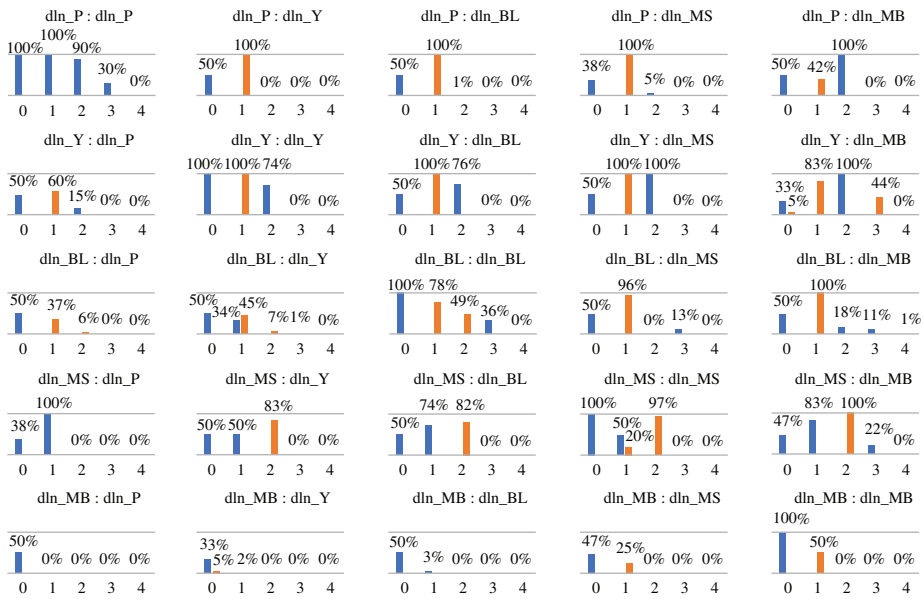 dln_P : dln_P
100% 100% 90% 30% 0%
0 1 2 3 4
dln_P : dln_Y
50% 100% 0% 0% 0%
0 1 2 3 4
dln_P : dln_BL
50% 100% 1% 0% 0%
0 1 2 3 4
dln_P : dln_MS
38% 100% 5% 0% 0%
0 1 2 3 4
dln_P : dln_MB
50% 42% 100% 0% 0%
0 1 2 3 4
dln_Y : dln_P
50% 60% 15% 0% 0%
0 1 2 3 4
dln_Y : dln_Y
100% 100% 74% 0% 0%
0 1 2 3 4
dln_Y : dln_BL
50% 100% 76% 0% 0%
0 1 2 3 4
dln_Y : dln_MS
50% 100% 100% 0% 0%
0 1 2 3 4
dln_Y : dln_MB
33% 5% 83% 100% 44% 0%
0 1 2 3 4
dln_BL : dln_P
50% 37% 6% 0% 0%
0 1 2 3 4
dln_BL : dln_Y
50% 34% 45% 7% 1% 0%
0 1 2 3 4
dln_BL : dln_BL
100% 78% 49% 36% 0%
0 1 2 3 4
dln_BL : dln_MS
50% 96% 0% 13% 0%
0 1 2 3 4
dln_BL : dln_MB
50% 100% 18% 11% 1%
0 1 2 3 4
dln_MS : dln_P
38% 100% 0% 0% 0%
0 1 2 3 4
dln_MS : dln_Y
50% 50% 83% 0% 0%
0 1 2 3 4
dln_MS : dln_BL
50% 74% 82% 0% 0%
0 1 2 3 4
dln_MS : dln_MS
100% 50% 20% 97% 0% 0%
0 1 2 3 4
dln_MS : dln_MB
47% 83% 100% 22% 0%
0 1 2 3 4
dln_MB : dln_P
50% 0% 0% 0% 0%
0 1 2 3 4
dln_MB : dln_Y
33% 5% 2% 0% 0% 0%
0 1 2 3 4
dln_MB : dln_BL
50% 3% 0% 0% 0%
0 1 2 3 4
dln_MB : dln_MS
47% 25% 0% 0% 0%
0 1 2 3 4
dln_MB : dln_MB
100% 50% 0% 0% 0%
0 1 2 3 4